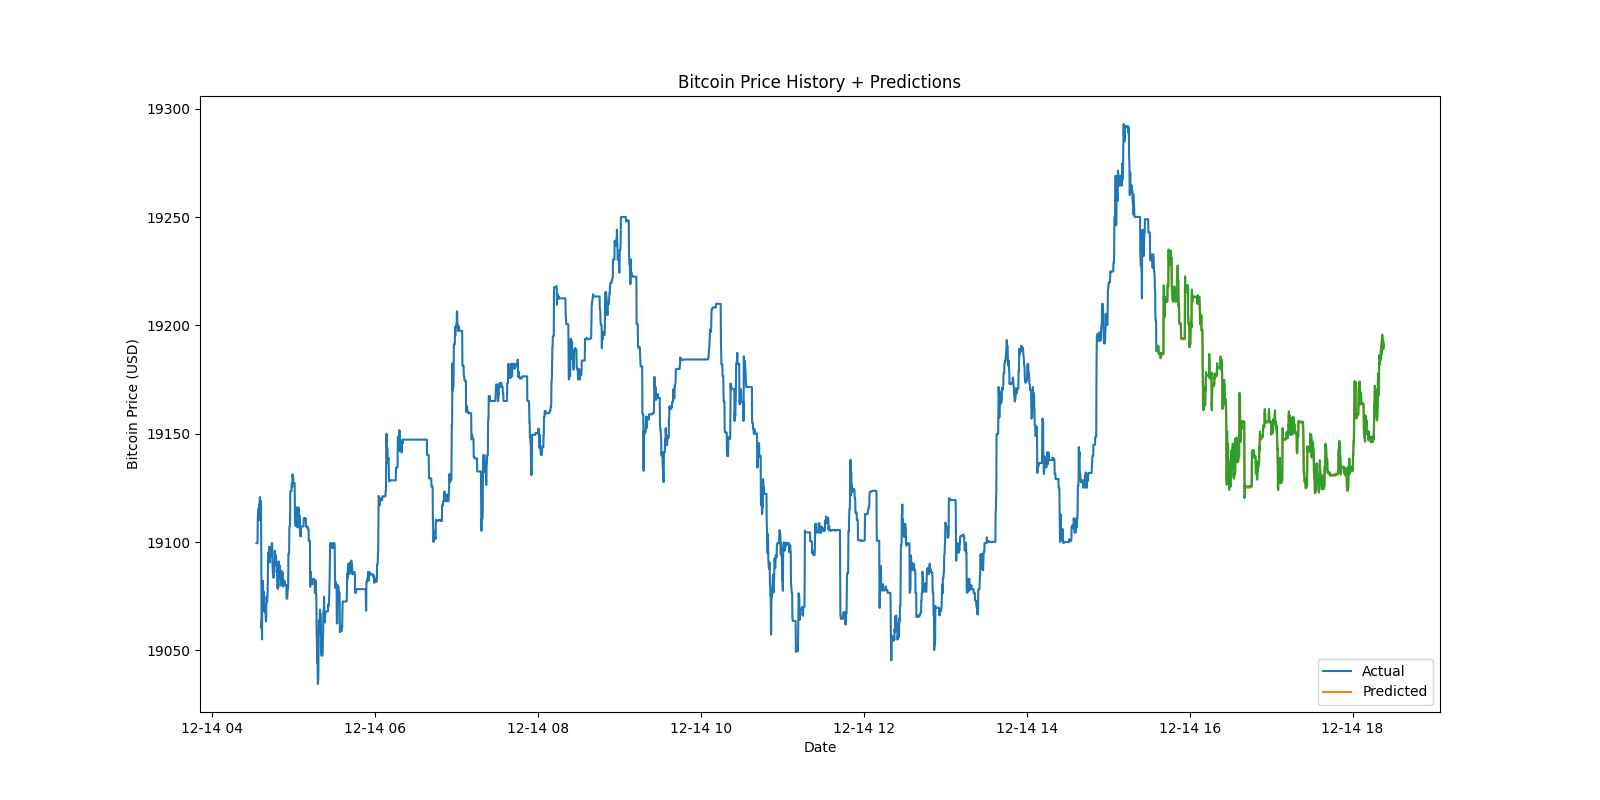 Bitcoin Price History + Predictions
19300
19250
19200
19150
19100
19050
Bitcoin Price (USD)
Actual
Predicted
12-14 04
12-14 06
12-14 08
12-14 10
12-14 12
12-14 14
12-14 16
12-14 18
Date